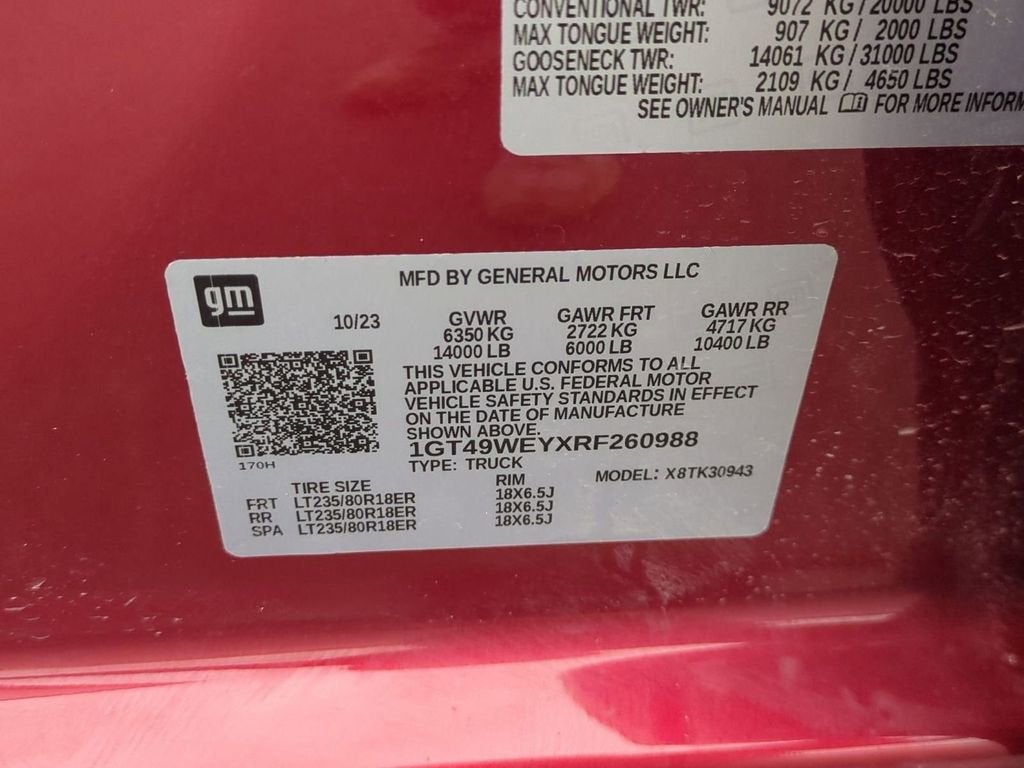 CONVENTIONAL TWR: 9072 KG/20000 LBS
MAX TONGUE WEIGHT: 907 KG/ 2000 LBS
GOOSENECK TWR: 14061 KG/31000 LBS
MAX TONGUE WEIGHT: 2109 KG/ 4650 LBS
SEE OWNER'S MANUAL FOR MORE INFORM
gm
MFD BY GENERAL MOTORS LLC
10/23
GVWR GAWR FRT GAWR RR
6350 KG 2722 KG 4717 KG
14000 LB 6000 LB 10400 LB
THIS VEHICLE CONFORMS TO ALL
APPLICABLE U.S. FEDERAL MOTOR
VEHICLE SAFETY STANDARDS IN EFFECT
ON THE DATE OF MANUFACTURE
SHOWN ABOVE.
1GT49WEYXRF260988
170H
TYPE: TRUCK
MODEL: X8TK30943
TIRE SIZE RIM
FRT LT235/80R18ER 18X6.5J
RR LT235/80R18ER 18X6.5J
SPA LT235/80R18ER 18X6.5J